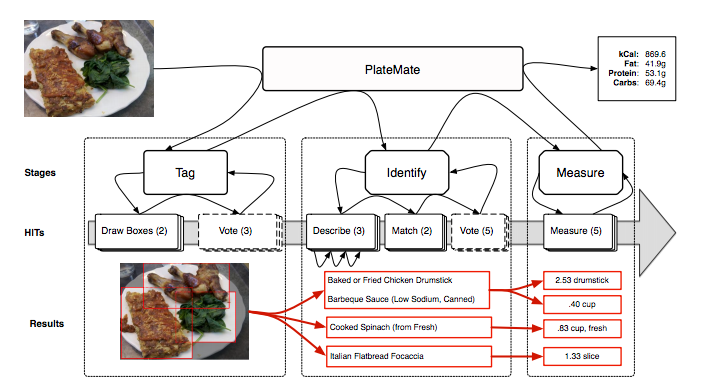 PlateMate
kCal: 869.6
Fat: 41.9g
Protein: 53.1g
Carbs: 69.4g
Stages
Tag
Identify
Measure
HITs
Draw Boxes (2)
Vote (3)
Describe (3)
Match (2)
Vote (5)
Measure (5)
Results
Baked or Fried Chicken Drumstick
Barbeque Sauce (Low Sodium, Canned)
2.53 drumstick
.40 cup
Cooked Spinach (from Fresh)
.83 cup, fresh
Italian Flatbread Focaccia
1.33 slice